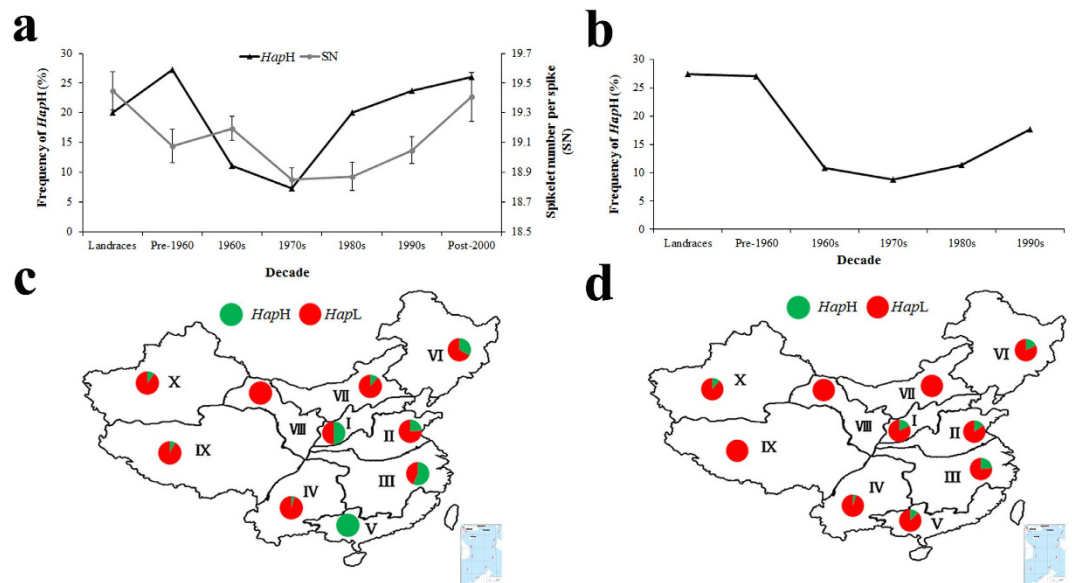 a
HapH SN
30
25
20
15
10
5
0
Frequency of HapH (%)
19.7
19.5
19.3
19.1
18.9
18.7
18.5
Spikelet number per spike
(SN)
Landraces Pre-1960 1960s 1970s 1980s 1990s Post-2000
Decade
b
30
25
20
15
10
5
0
Frequency of HapH (%)
Landraces Pre-1960 1960s 1970s 1980s 1990s
Decade
c
HapH HapL
VI
X
VII
I
VIII
II
IX
III
IV
V
d
HapH HapL
VI
X
VII
I
VIII
II
IX
III
IV
V